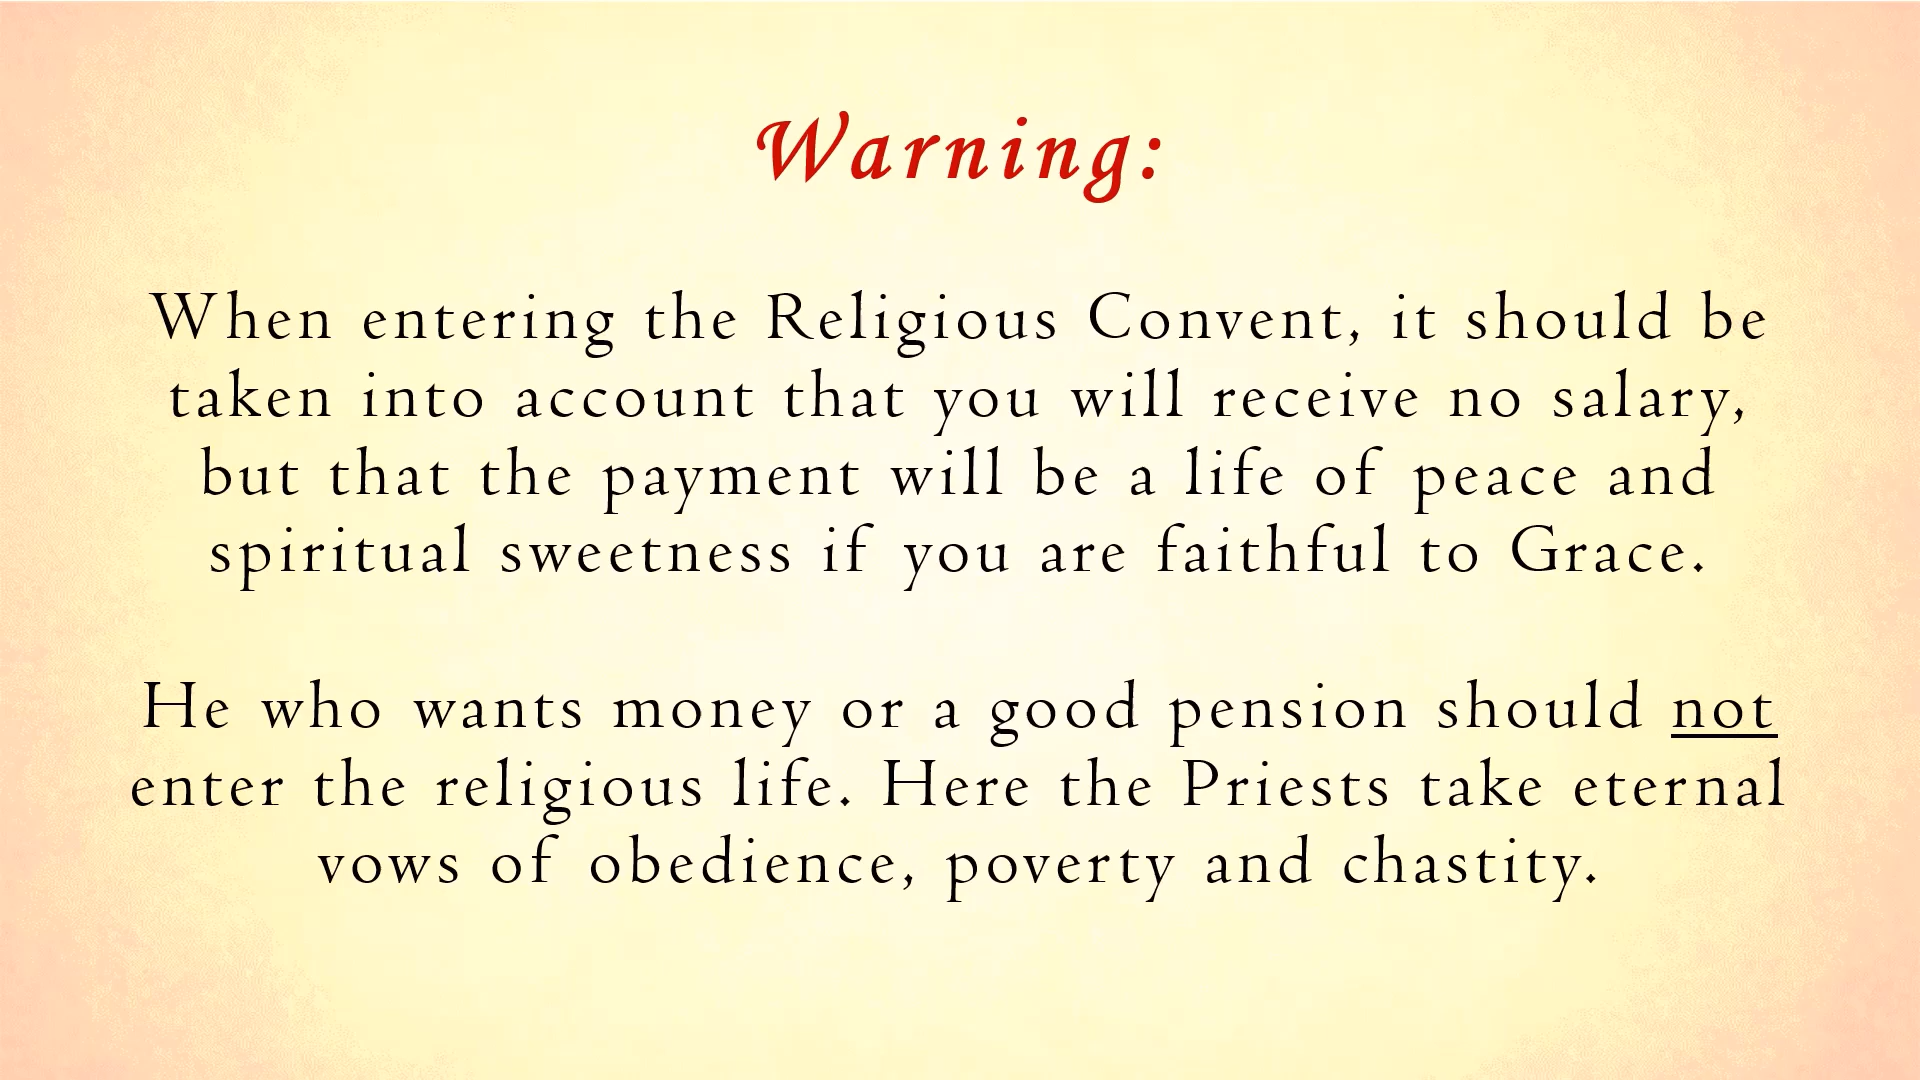 Warning:
When entering the Religious Convent, it should be
taken into account that you will receive no salary,
but that the payment will be a life of peace and
spiritual sweetness if you are faithful to Grace.
He who wants money or a good pension should not
enter the religious life. Here the Priests take eternal
vows of obedience, poverty and chastity.